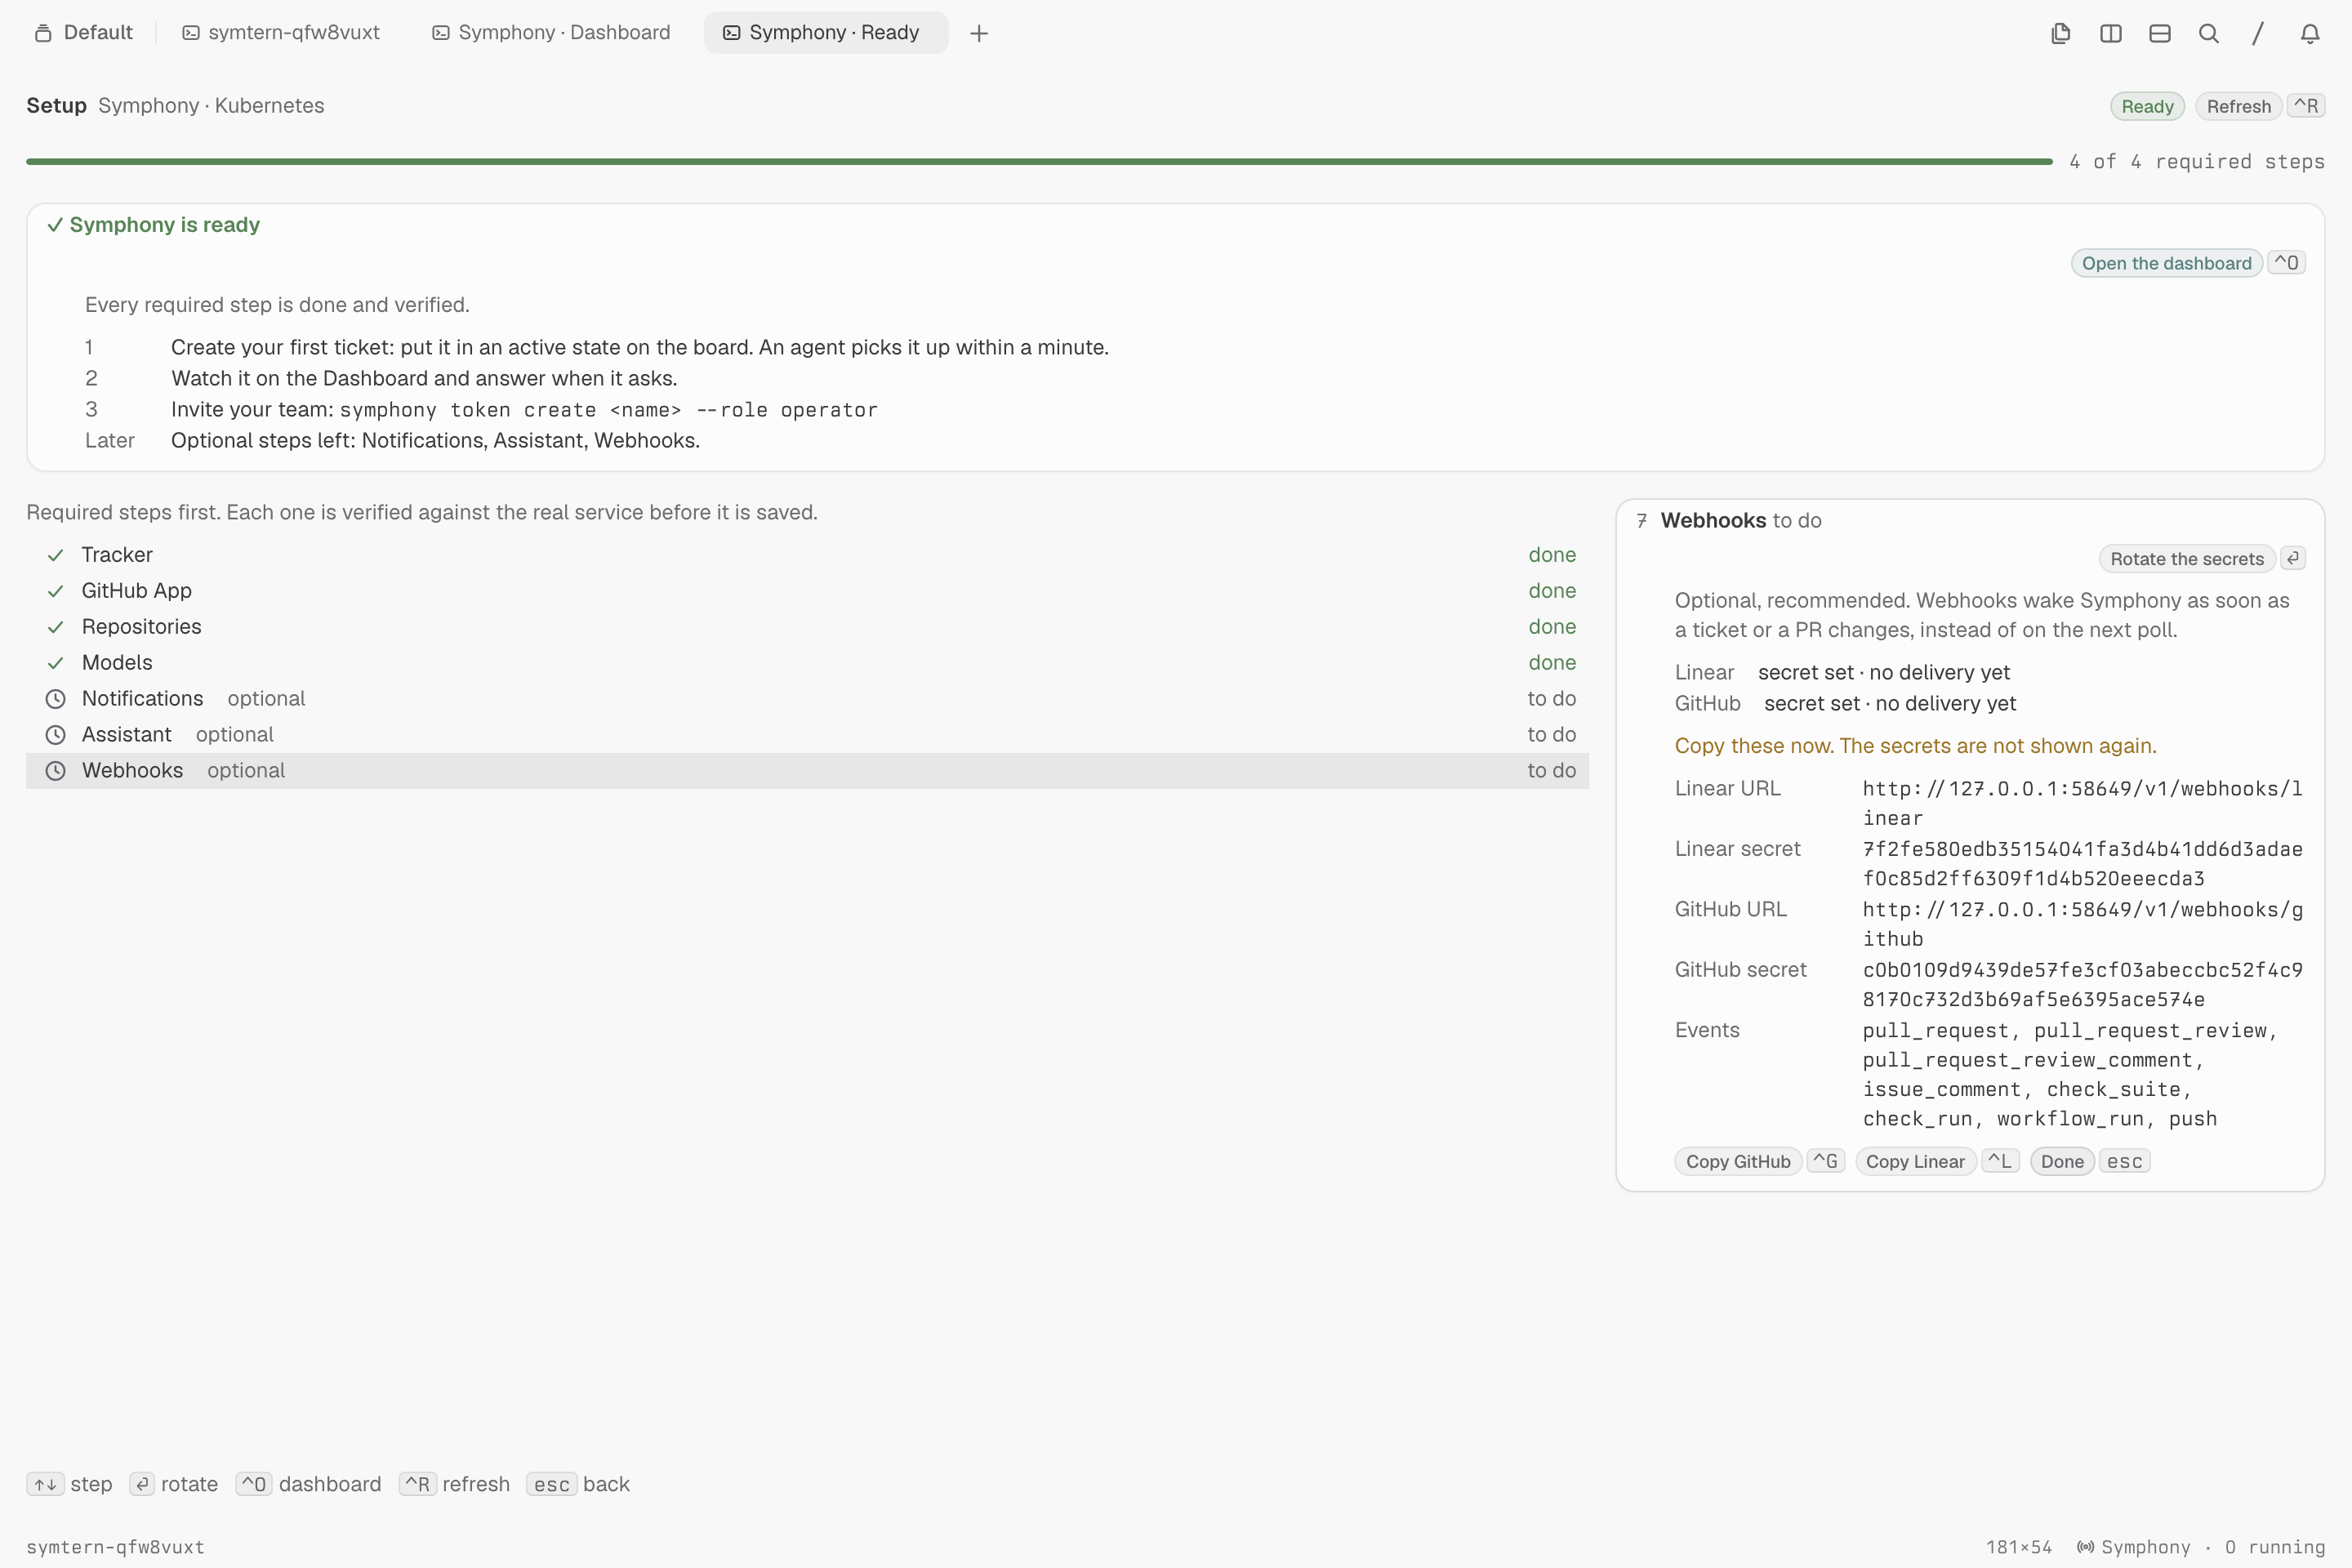 Default
symtern-qfw8vuxt
Symphony · Dashboard
Symphony · Ready
Setup Symphony · Kubernetes
Ready
Refresh ^R
4 of 4 required steps
Symphony is ready
Open the dashboard ^O
Every required step is done and verified.
1 Create your first ticket: put it in an active state on the board. An agent picks it up within a minute.
2 Watch it on the Dashboard and answer when it asks.
3 Invite your team: symphony token create <name> --role operator
Later Optional steps left: Notifications, Assistant, Webhooks.
Required steps first. Each one is verified against the real service before it is saved.
Tracker done
GitHub App done
Repositories done
Models done
Notifications optional to do
Assistant optional to do
Webhooks optional to do
7 Webhooks to do
Rotate the secrets
Optional, recommended. Webhooks wake Symphony as soon as
a ticket or a PR changes, instead of on the next poll.
Linear secret set · no delivery yet
GitHub secret set · no delivery yet
Copy these now. The secrets are not shown again.
Linear URL http://127.0.0.1:58649/v1/webhooks/l
inear
Linear secret 7f2fe580edb35154041fa3d4b41dd6d3adae
f0c85d2ff6309f1d4b520eeecda3
GitHub URL http://127.0.0.1:58649/v1/webhooks/g
ithub
GitHub secret c0b0109d9439de57fe3cf03abeccbc52f4c9
8170c732d3b69af5e6395ace574e
Events pull_request, pull_request_review,
pull_request_review_comment,
issue_comment, check_suite,
check_run, workflow_run, push
Copy GitHub ^G Copy Linear ^L Done esc
↑↓ step ⏎ rotate ^O dashboard ^R refresh esc back
symtern-qfw8vuxt
181×54 Symphony · 0 running